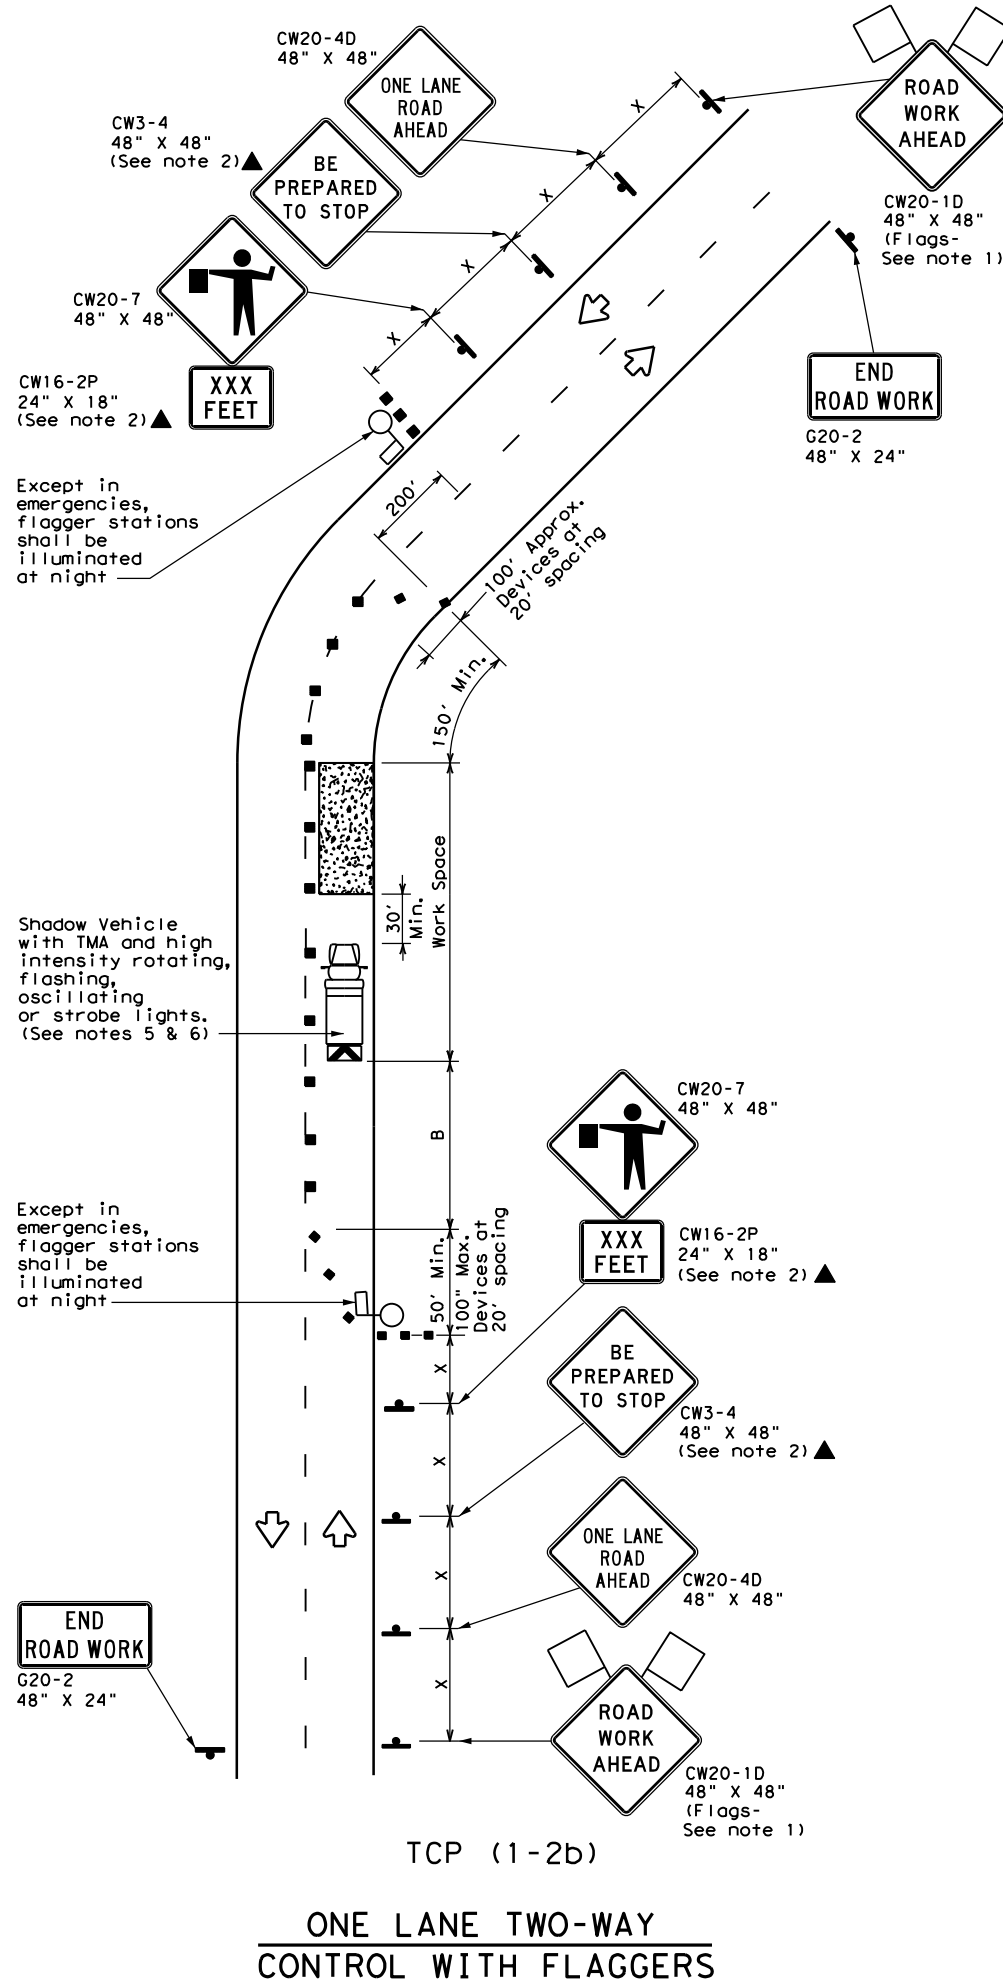 CW20-4D
48" X 48"
ONE LANE
ROAD
AHEAD
ROAD
WORK
AHEAD
CW20-1D
48" X 48"
(Flags-
See note 1)
CW3-4
48" X 48"
(See note 2)
BE
PREPARED
TO STOP
CW20-7
48" X 48"
CW16-2P
24" X 18"
(See note 2)
XXX
FEET
X
X
X
X
END
ROAD WORK
G20-2
48" X 24"
Except in
emergencies,
flagger stations
shall be
illuminated
at night
200'
100' Approx.
Devices at
20' spacing
150' Min.
Work Space
30'
Min.
Shadow Vehicle
with TMA and high
intensity rotating,
flashing,
oscillating
or strobe lights.
(See notes 5 & 6)
B
CW20-7
48" X 48"
XXX
FEET
CW16-2P
24" X 18"
(See note 2)
Except in
emergencies,
flagger stations
shall be
illuminated
at night
50' Min.
100" Max.
Devices at
20' spacing
X
X
X
X
BE
PREPARED
TO STOP
CW3-4
48" X 48"
(See note 2)
ONE LANE
ROAD
AHEAD
CW20-4D
48" X 48"
END
ROAD WORK
G20-2
48" X 24"
ROAD
WORK
AHEAD
CW20-1D
48" X 48"
(Flags-
See note 1)
TCP (1-2b)
ONE LANE TWO-WAY
CONTROL WITH FLAGGERS